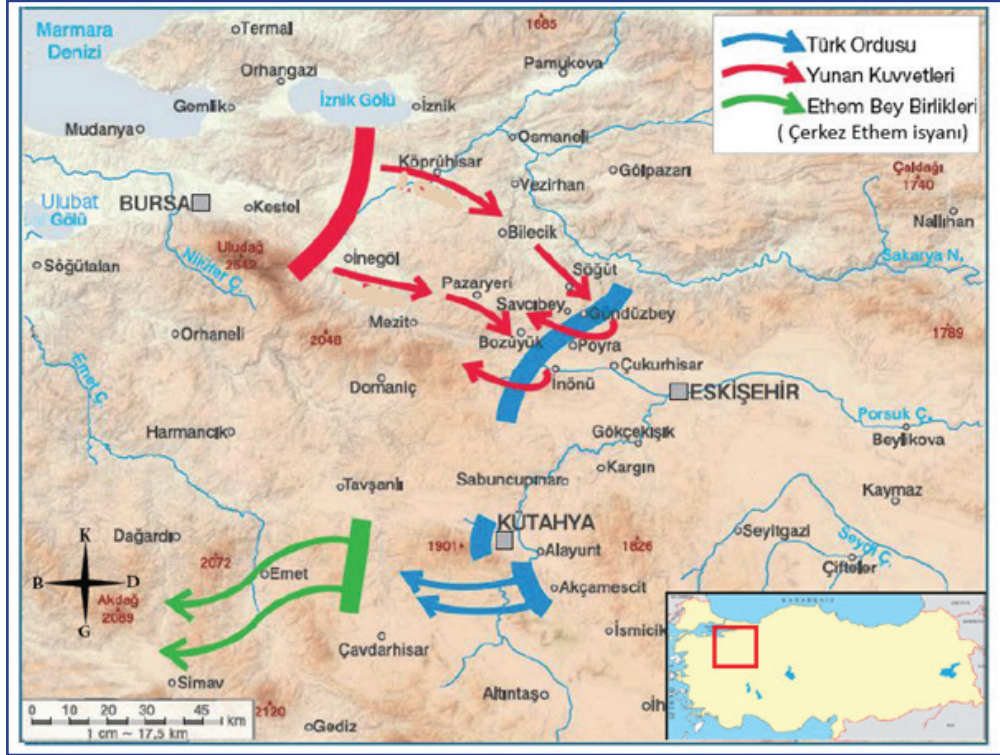 Marmara
Denizi
Termal
1685
Orhangazi
Pamukova
Gemlik
İznik Gölü
İznik
Mudanya
Osmaneli
Köprühisar
Gölpazarı
Vezirhan
Çaldağı
1740
Ulubat
Gölü
BURSA
Kestel
Nallıhan
Bilecik
Uludağ
2543
Nilüfer Ç.
İnegöl
Söğütalan
Söğüt
Sakarya N.
Pazaryeri
Savcıbey
Gündüzbey
Mezit
Orhaneli
2048
Bozüyük
Poyra
1789
Çukurhisar
İnönü
Domaniç
ESKİŞEHİR
Emet Ç.
Porsuk Ç.
Beylikova
Harmancık
Gökçekışık
Kargın
Sabuncupınar
Tavşanlı
Kaymaz
KÜTAHYA
Seyitgazi
Seydi Ç.
Dağardı
1901
Alayunt
1826
Çifteler
2072
Emet
Akçamescit
Akdağ
2089
İsmicik
Çavdarhisar
Simav
Altıntaş
2120
Gediz
İh
Türk Ordusu
Yunan Kuvvetleri
Ethem Bey Birlikleri
( Çerkez Ethem isyanı)
K
B
D
G
0 10 20 30 45 km
1 cm ~ 17,5 km
KARADENİZ